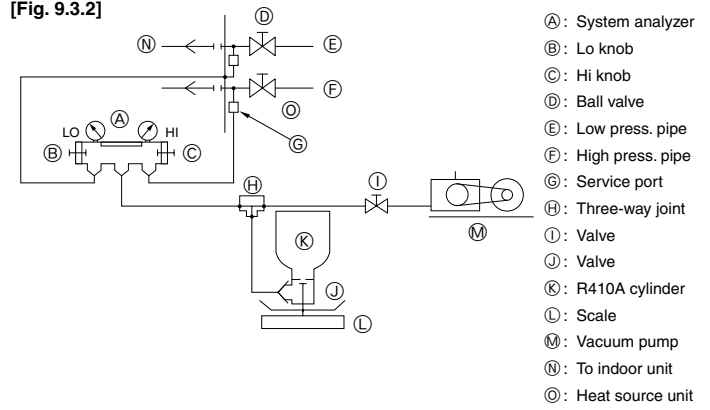 [Fig. 9.3.2]
Ⓓ
Ⓝ Ⓔ
Ⓕ
Ⓞ
Ⓐ
LO HI
Ⓖ
Ⓑ Ⓒ
Ⓗ Ⓘ
Ⓚ Ⓜ
Ⓙ
Ⓛ
Ⓐ: System analyzer
Ⓑ: Lo knob
Ⓒ: Hi knob
Ⓓ: Ball valve
Ⓔ: Low press. pipe
Ⓕ: High press. pipe
Ⓖ: Service port
Ⓗ: Three-way joint
Ⓘ: Valve
Ⓙ: Valve
Ⓚ: R410A cylinder
Ⓛ: Scale
Ⓜ: Vacuum pump
Ⓝ: To indoor unit
Ⓞ: Heat source unit